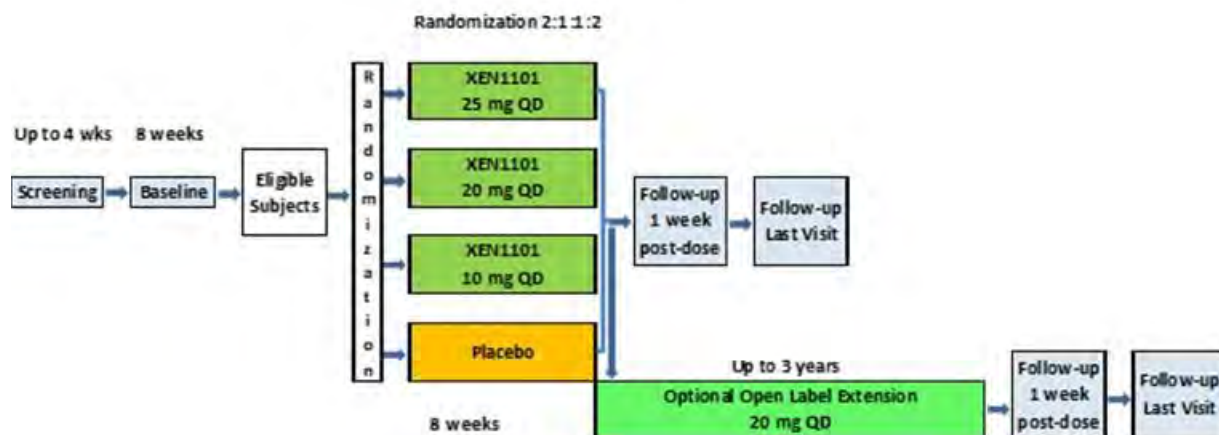 Randomization 2:1:1:2
Up to 4 wks
8 weeks
Screening
Baseline
Eligible
Subjects
Randomization
XEN1101
25 mg QD
XEN1101
20 mg QD
XEN1101
10 mg QD
Placebo
8 weeks
Follow-up
1 week
post-dose
Follow-up
Last Visit
Up to 3 years
Optional Open Label Extension
20 mg QD
Follow-up
1 week
post-dose
Follow-up
Last Visit